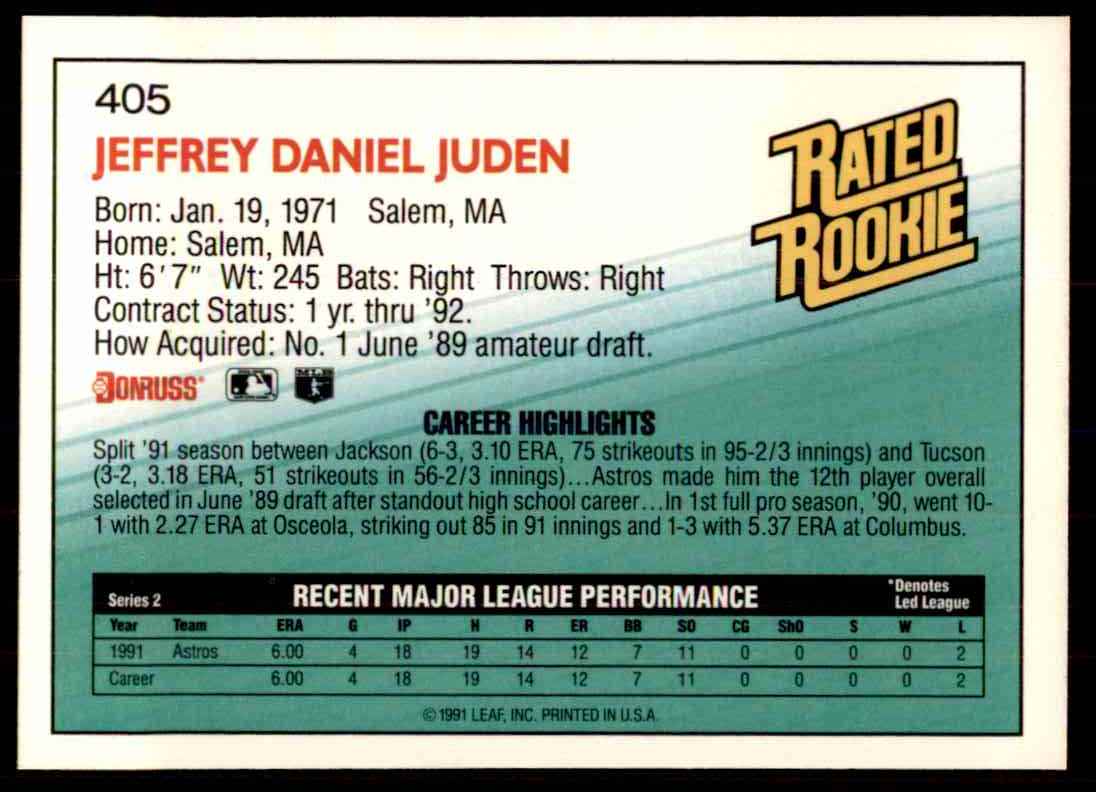 405
JEFFREY DANIEL JUDEN
RATED
ROOKIE
Born: Jan. 19, 1971 Salem, MA
Home: Salem, MA
Ht: 6'7" Wt: 245 Bats: Right Throws: Right
Contract Status: 1 yr. thru '92.
How Acquired: No. 1 June '89 amateur draft.
DONRUSS
CAREER HIGHLIGHTS
Split '91 season between Jackson (6-3, 3.10 ERA, 75 strikeouts in 95-2/3 innings) and Tucson
(3-2, 3.18 ERA, 51 strikeouts in 56-2/3 innings)...Astros made him the 12th player overall
selected in June '89 draft after standout high school career...In 1st full pro season, '90, went 10-
1 with 2.27 ERA at Osceola, striking out 85 in 91 innings and 1-3 with 5.37 ERA at Columbus.
Series 2 RECENT MAJOR LEAGUE PERFORMANCE *Denotes
Led League
Year Team ERA G IP H R ER BB SO CG ShO S W L
1991 Astros 6.00 4 18 19 14 12 7 11 0 0 0 0 2
Career 6.00 4 18 19 14 12 7 11 0 0 0 0 2
©1991 LEAF, INC. PRINTED IN U.S.A.